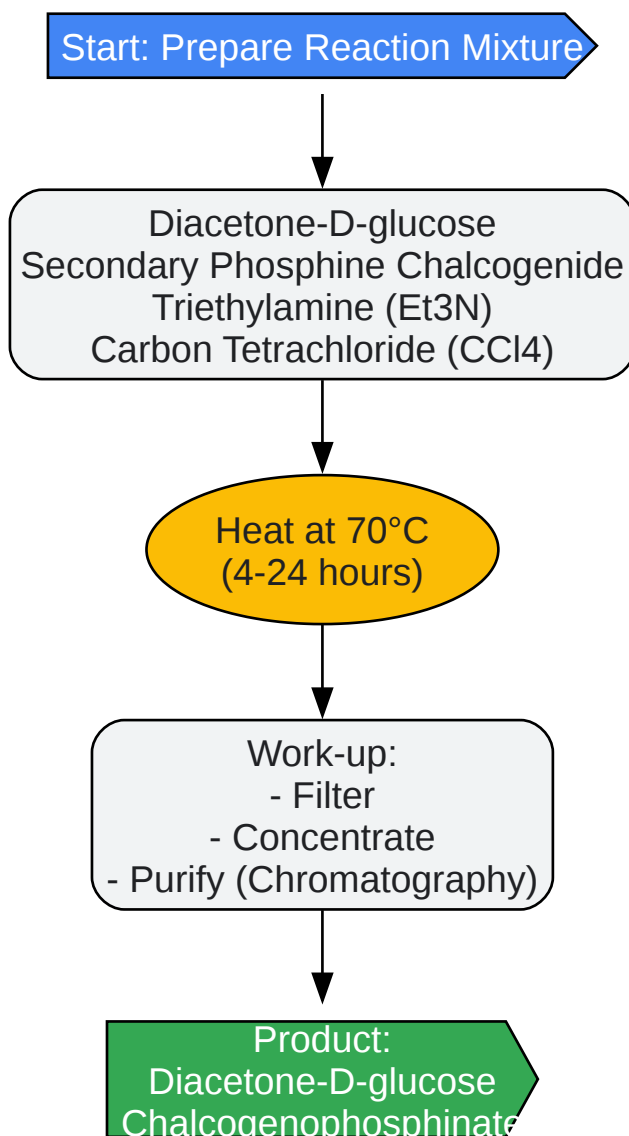 Start: Prepare Reaction Mixture
Diacetone-D-glucose
Secondary Phosphine Chalcogenide
Triethylamine (Et3N)
Carbon Tetrachloride (CCl4)
Heat at 70°C
(4-24 hours)
Work-up:
- Filter
- Concentrate
- Purify (Chromatography)
Product:
Diacetone-D-glucose
Chalcogenophosphinate